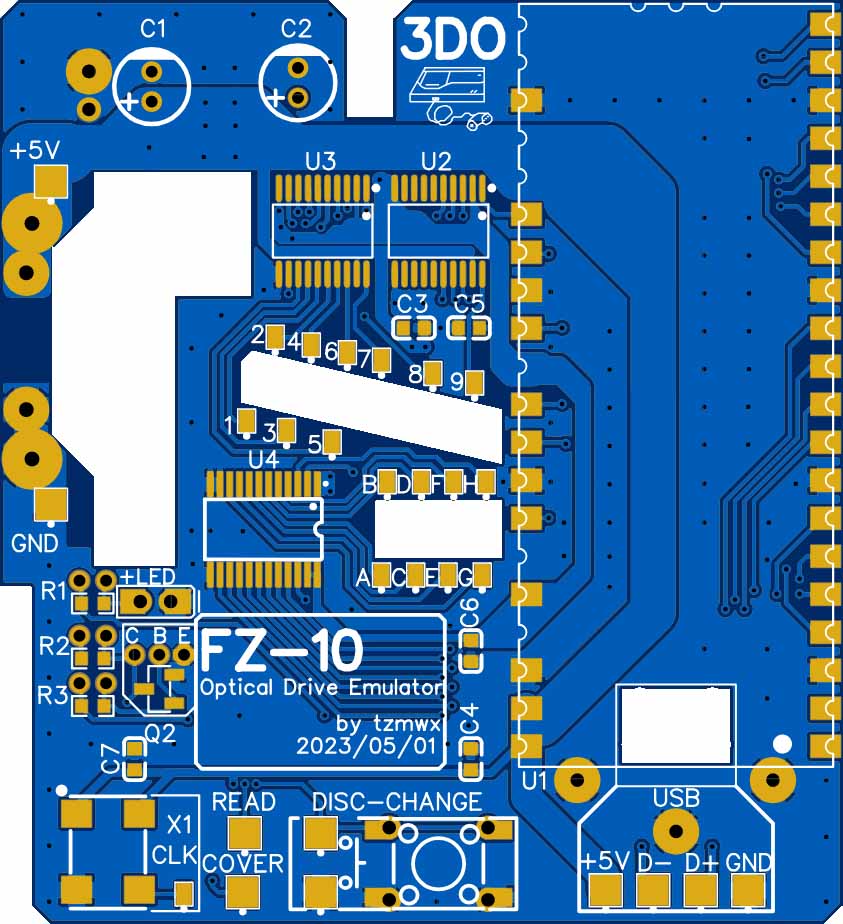 C1
C2
3DO
+5V
U3
U2
C3
C5
2
4
6
7
8
9
1
3
5
U4
B D F H
GND
A C E G
+LED
R1
C6
C B E
R2
FZ-10
Optical Drive Emulator
R3
by tzmwx
2023/05/01
Q2
C4
C7
U1
READ
DISC-CHANGE
USB
X1
CLK
COVER
+5V D- D+ GND